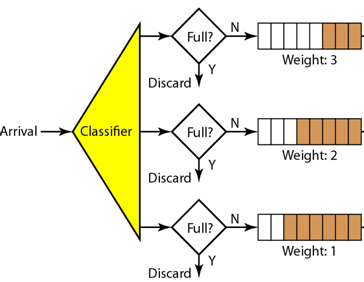 Full?
N
Y
Discard
Weight: 3
Arrival
Classifier
Full?
N
Y
Discard
Weight: 2
Full?
N
Y
Discard
Weight: 1